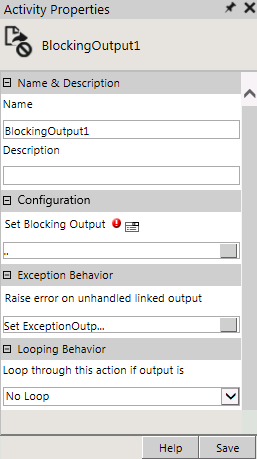 Activity Properties
BlockingOutput1
Name & Description
Name
BlockingOutput1
Description
Configuration
Set Blocking Output
..
Exception Behavior
Raise error on unhandled linked output
Set ExceptionOutp...
Looping Behavior
Loop through this action if output is
No Loop
Help Save